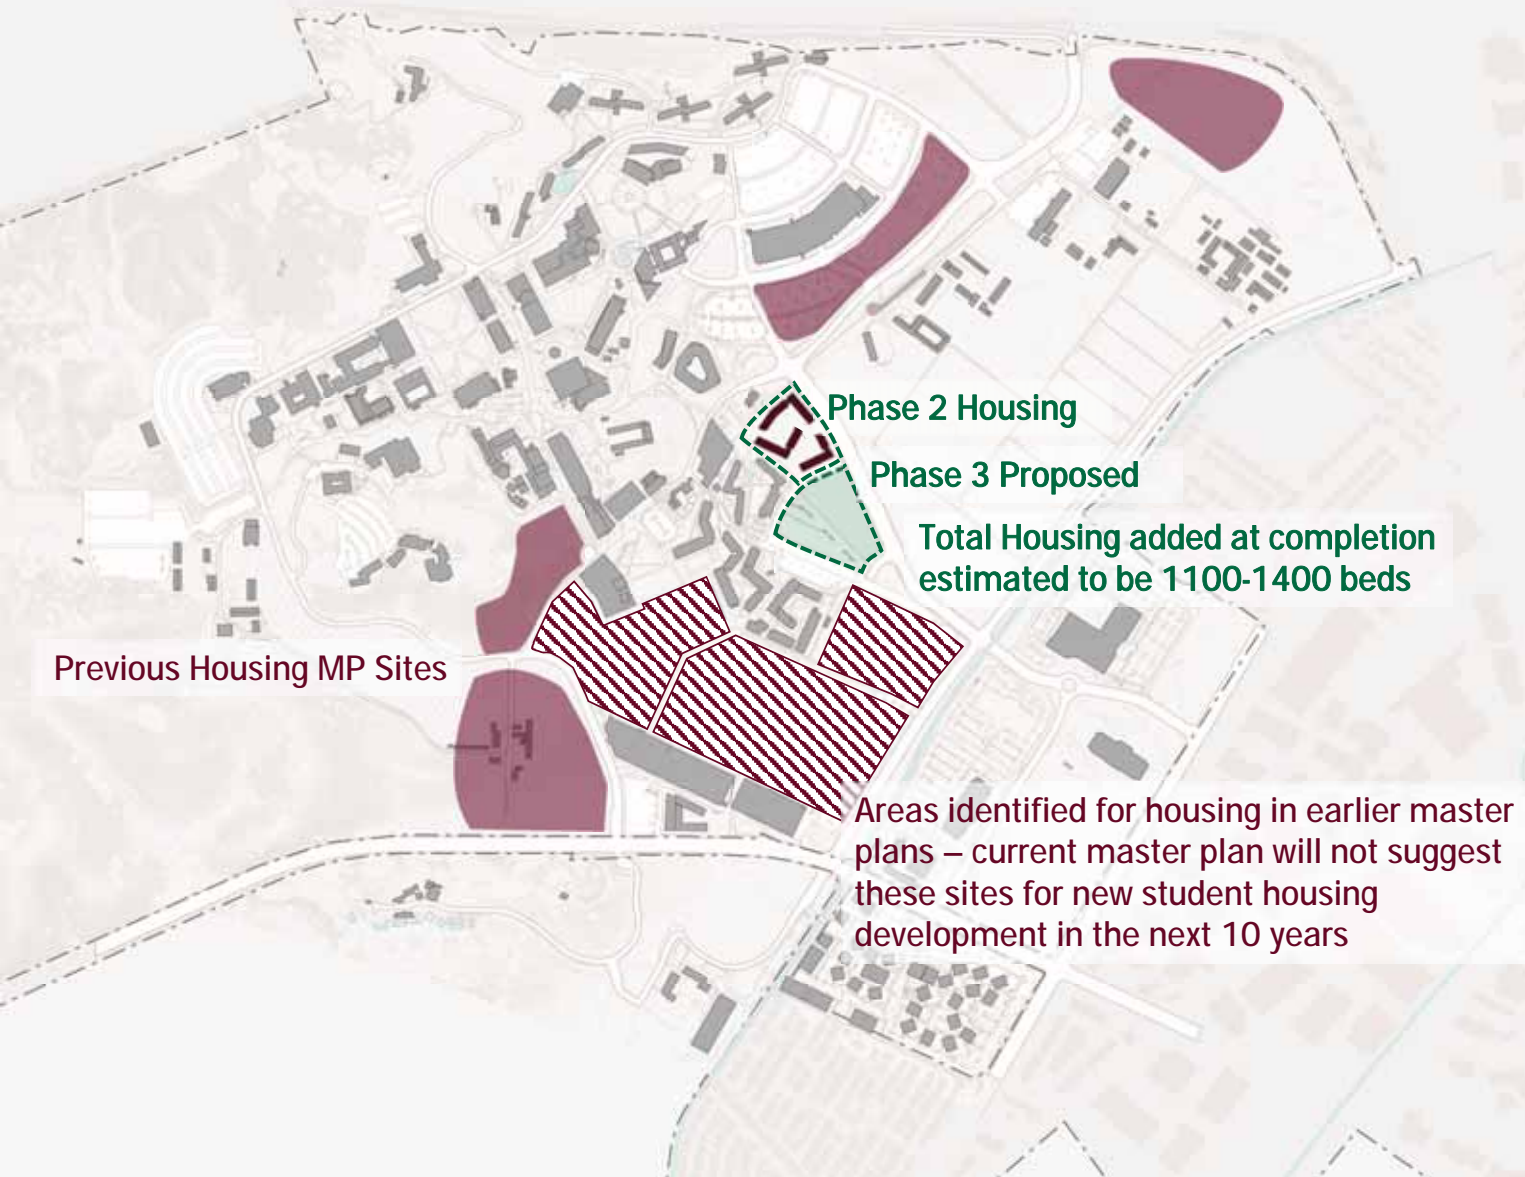 Phase 2 Housing
Phase 3 Proposed
Total Housing added at completion
estimated to be 1100-1400 beds
Previous Housing MP Sites
Areas identified for housing in earlier master
plans – current master plan will not suggest
these sites for new student housing
development in the next 10 years